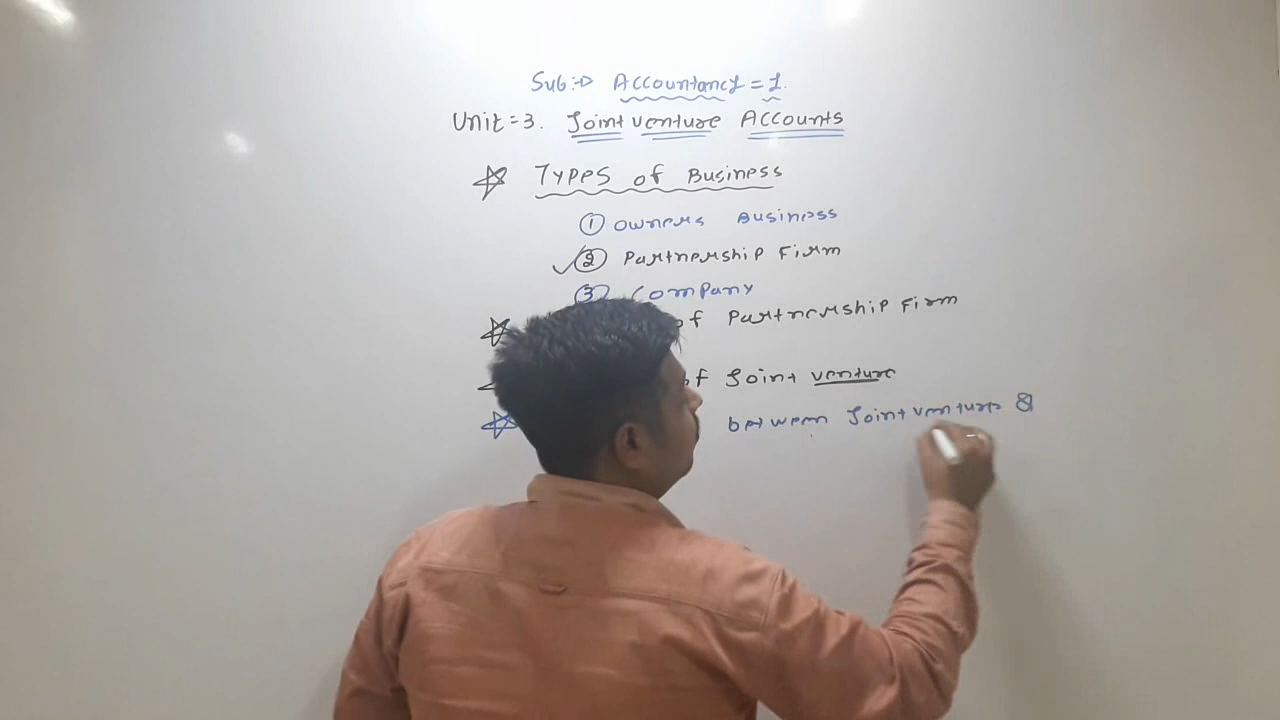 Sub:→ Accountancy = 1.
Unit = 3. Joint venture Accounts
Types of Business
① Owners Business
② Partnership Firm
③ Company
of Partnership Firm
of Joint venture
between Joint venture &